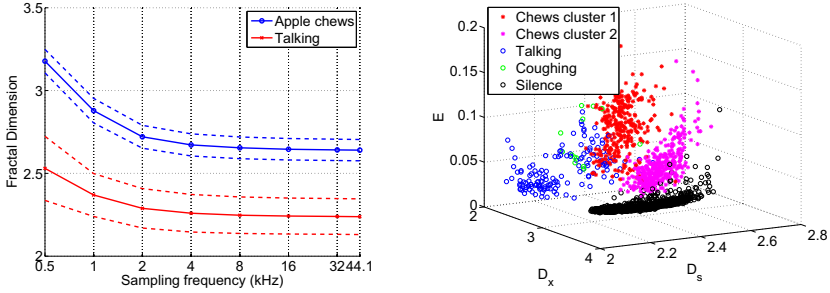 3.5
3
2.5
2
Fractal Dimension
0.5 1 2 4 8 16 3244.1
Sampling frequency (kHz)
Apple chews
Talking
Chews cluster 1
Chews cluster 2
Talking
Coughing
Silence
0.2
0.15
0.1
0.05
0
E
2
3
4
D_x
2
2.2
2.4
2.6
2.8
D_s